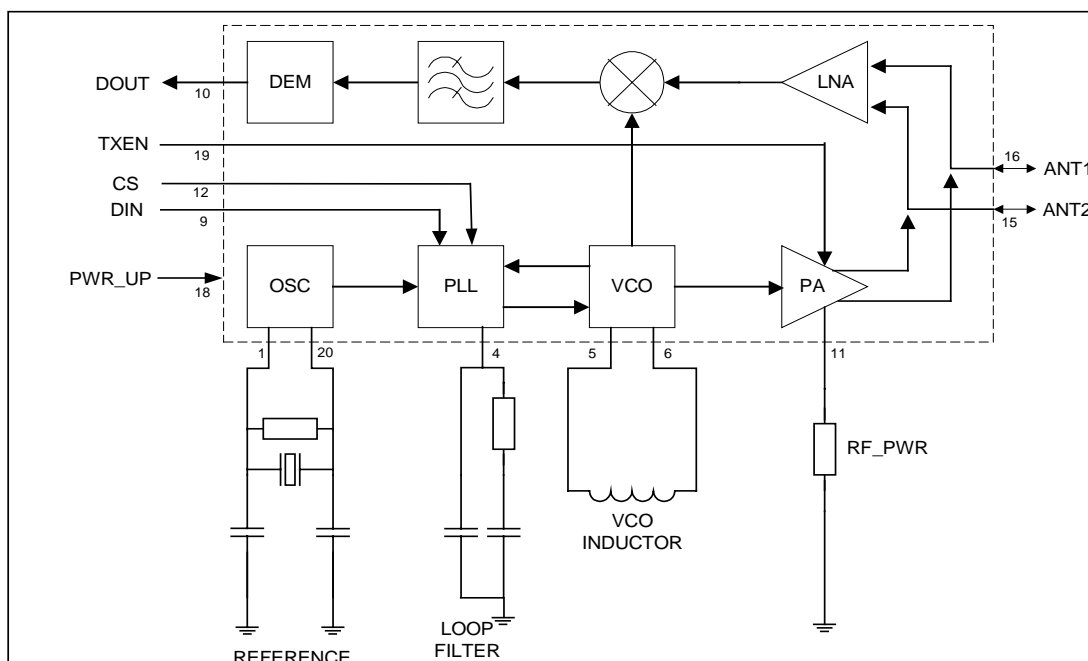 DEM
LNA
DOUT
10
TXEN
19
16
ANT1
CS
12
DIN
9
ANT2
15
PWR_UP
18
OSC
PLL
VCO
PA
1
20
4
5
6
11
RF_PWR
VCO
INDUCTOR
LOOP
FILTER
REFERENCE